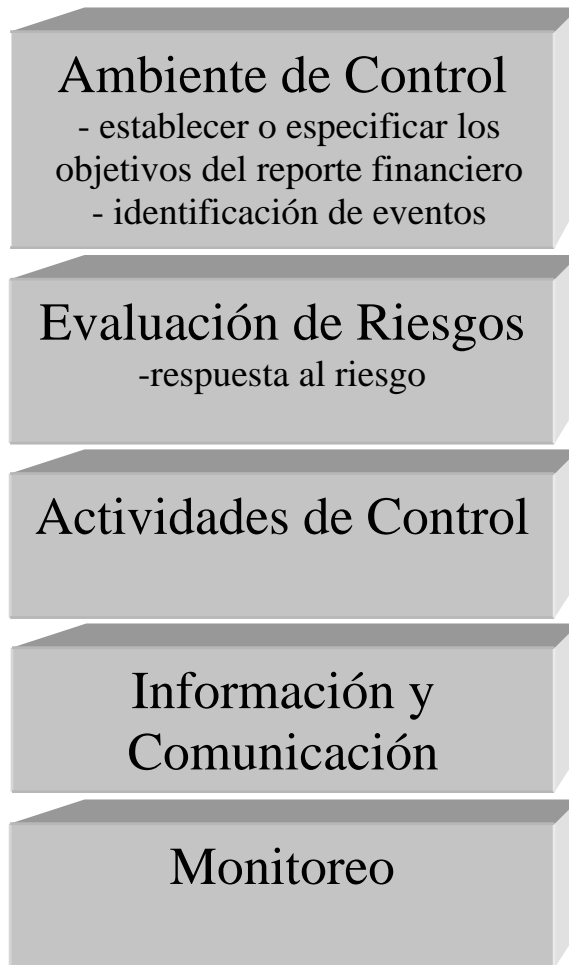 Ambiente de Control
- establecer o especificar los
objetivos del reporte financiero
- identificación de eventos
Evaluación de Riesgos
-respuesta al riesgo
Actividades de Control
Información y
Comunicación
Monitoreo